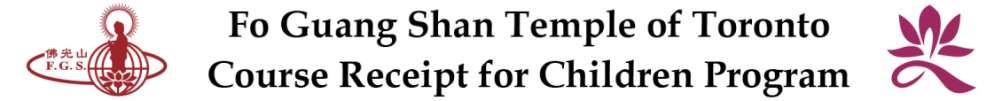 Fo Guang Shan Temple of Toronto
Course Receipt for Children Program
佛光山
F.G.S.